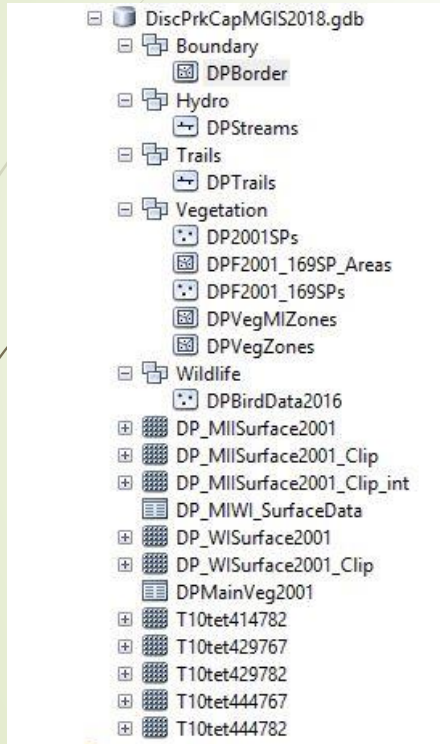 DiscPrkCapMGIS2018.gdb
Boundary
DPBorder
Hydro
DPStreams
Trails
DPTrails
Vegetation
DP2001SPs
DPF2001_169SP_Areas
DPF2001_169SPs
DPVegMIZones
DPVegZones
Wildlife
DPBirdData2016
DP_MIISurface2001
DP_MIISurface2001_Clip
DP_MIISurface2001_Clip_int
DP_MIWI_SurfaceData
DP_WISurface2001
DP_WISurface2001_Clip
DPMainVeg2001
T10tet414782
T10tet429767
T10tet429782
T10tet444767
T10tet444782